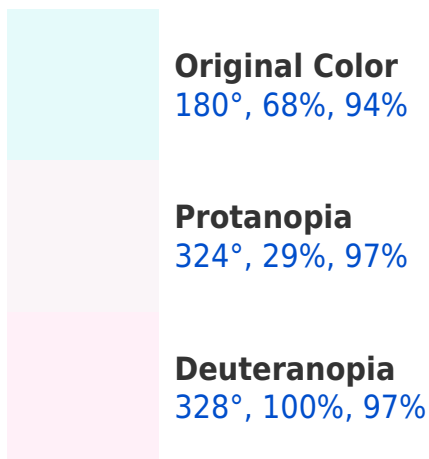 Original Color
180°, 68%, 94%
Protanopia
324°, 29%, 97%
Deuteranopia
328°, 100%, 97%